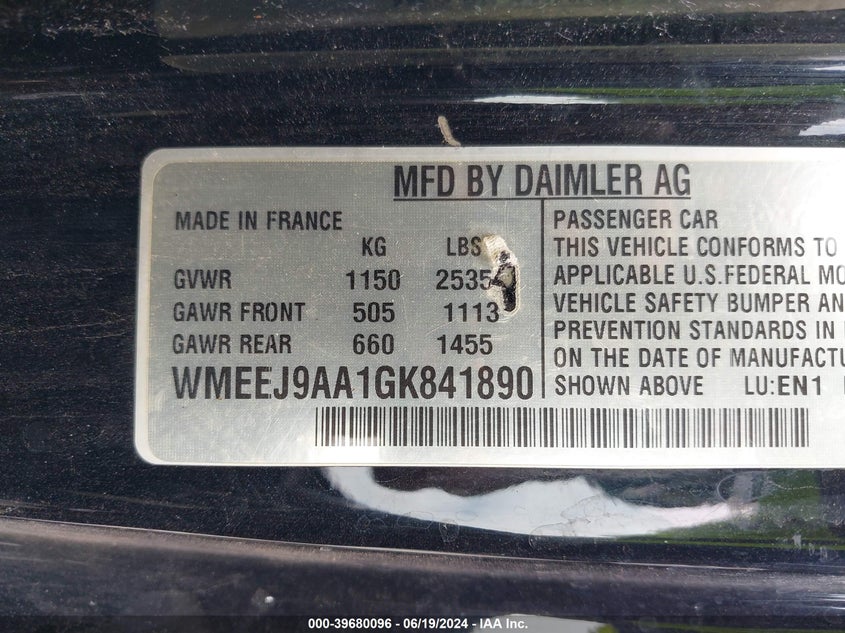 MFD BY DAIMLER AG
MADE IN FRANCE
KG LBS
GVWR 1150 2535
GAWR FRONT 505 1113
GAWR REAR 660 1455
WMEEJ9AA1GK841890
PASSENGER CAR
THIS VEHICLE CONFORMS TO
APPLICABLE U.S.FEDERAL MO
VEHICLE SAFETY BUMPER AN
PREVENTION STANDARDS IN
ON THE DATE OF MANUFACT
SHOWN ABOVE LU:EN1
000-39680096 - 06/19/2024 - IAA Inc.